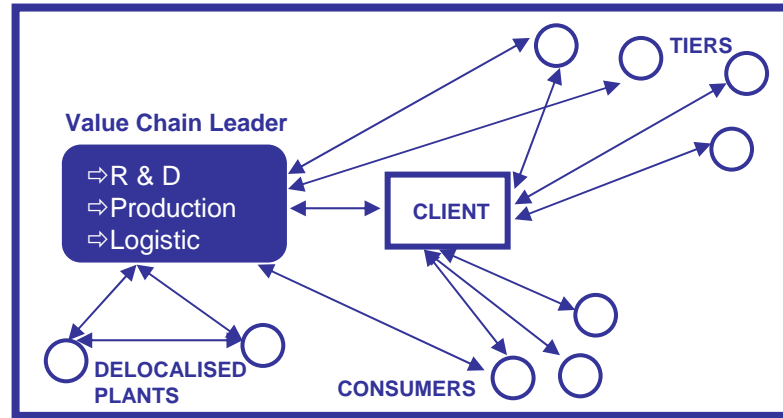 TIERS
Value Chain Leader
⇨R & D
⇨Production
⇨Logistic
CLIENT
DELOCALISED
PLANTS
CONSUMERS